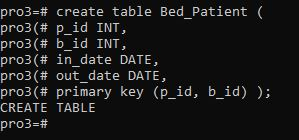 pro3=# create table Bed_Patient (
pro3(# p_id INT,
pro3(# b_id INT,
pro3(# in_date DATE,
pro3(# out_date DATE,
pro3(# primary key (p_id, b_id) );
CREATE TABLE
pro3=#